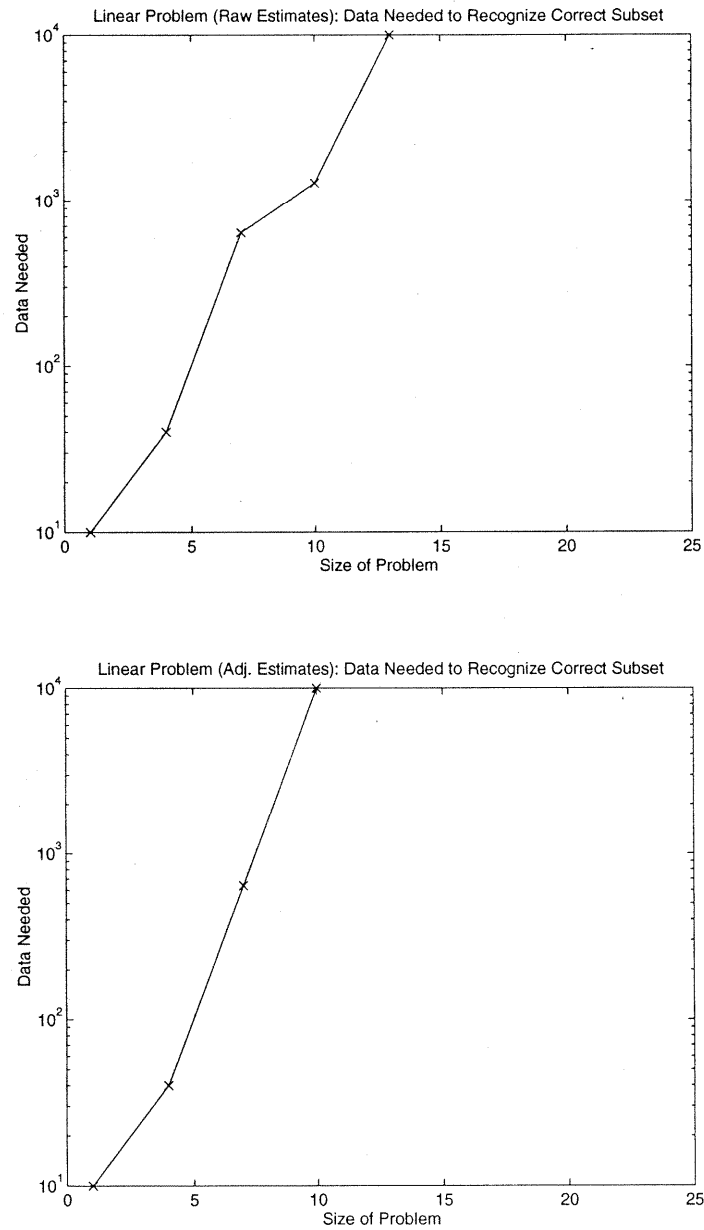 Linear Problem (Raw Estimates): Data Needed to Recognize Correct Subset
10^4
10^3
10^2
10^1
Data Needed
0 5 10 15 20 25
Size of Problem
Linear Problem (Adj. Estimates): Data Needed to Recognize Correct Subset
10^4
10^3
10^2
10^1
Data Needed
0 5 10 15 20 25
Size of Problem